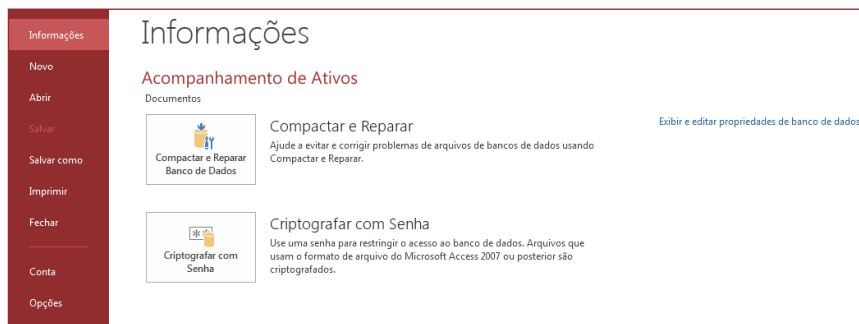 Informações
Novo
Abrir
Salvar
Salvar como
Imprimir
Fechar
Conta
Opções
Informações
Acompanhamento de Ativos
Documentos
Compactar e Reparar
Banco de Dados
Compactar e Reparar
Ajude a evitar e corrigir problemas de arquivos de bancos de dados usando
Compactar e Reparar.
Exibir e editar propriedades de banco de dados
Criptografar com
Senha
Criptografar com Senha
Use uma senha para restringir o acesso ao banco de dados. Arquivos que
usam o formato de arquivo do Microsoft Access 2007 ou posterior são
criptografados.